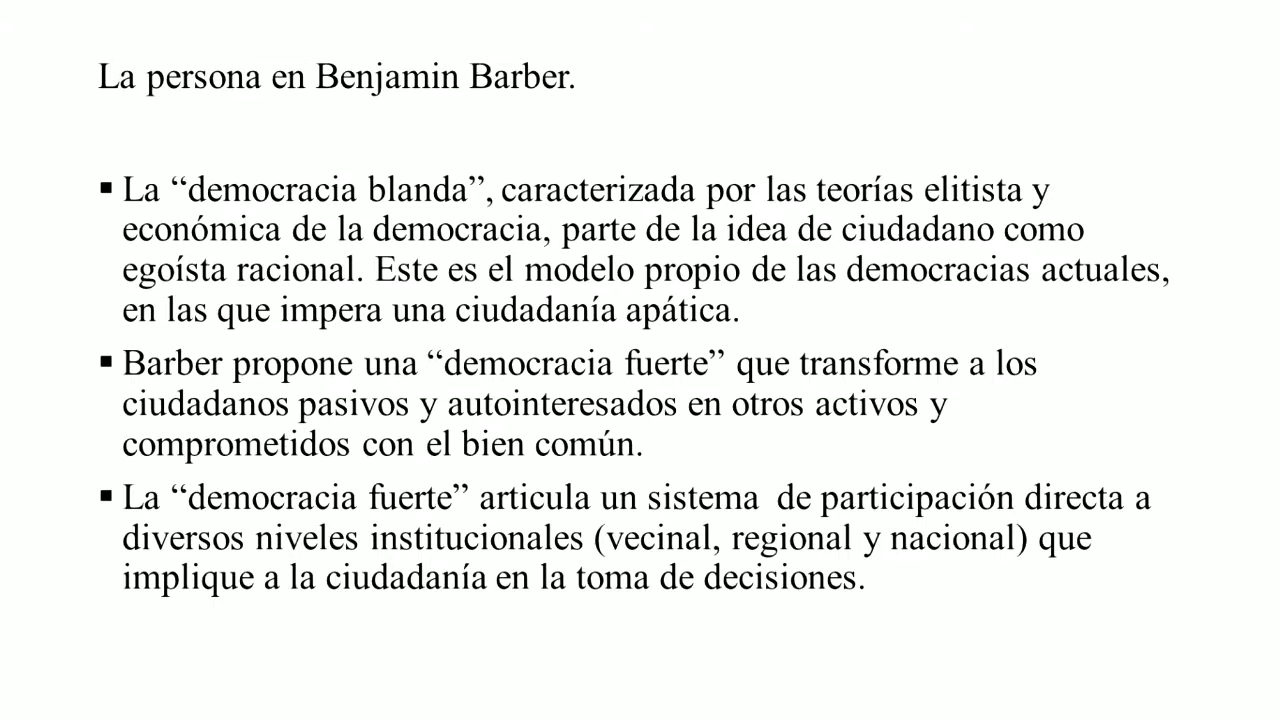 La persona en Benjamin Barber.
▪ La “democracia blanda”, caracterizada por las teorías elitista y
económica de la democracia, parte de la idea de ciudadano como
egoísta racional. Este es el modelo propio de las democracias actuales,
en las que impera una ciudadanía apática.
▪ Barber propone una “democracia fuerte” que transforme a los
ciudadanos pasivos y autointeresados en otros activos y
comprometidos con el bien común.
▪ La “democracia fuerte” articula un sistema  de participación directa a
diversos niveles institucionales (vecinal, regional y nacional) que
implique a la ciudadanía en la toma de decisiones.